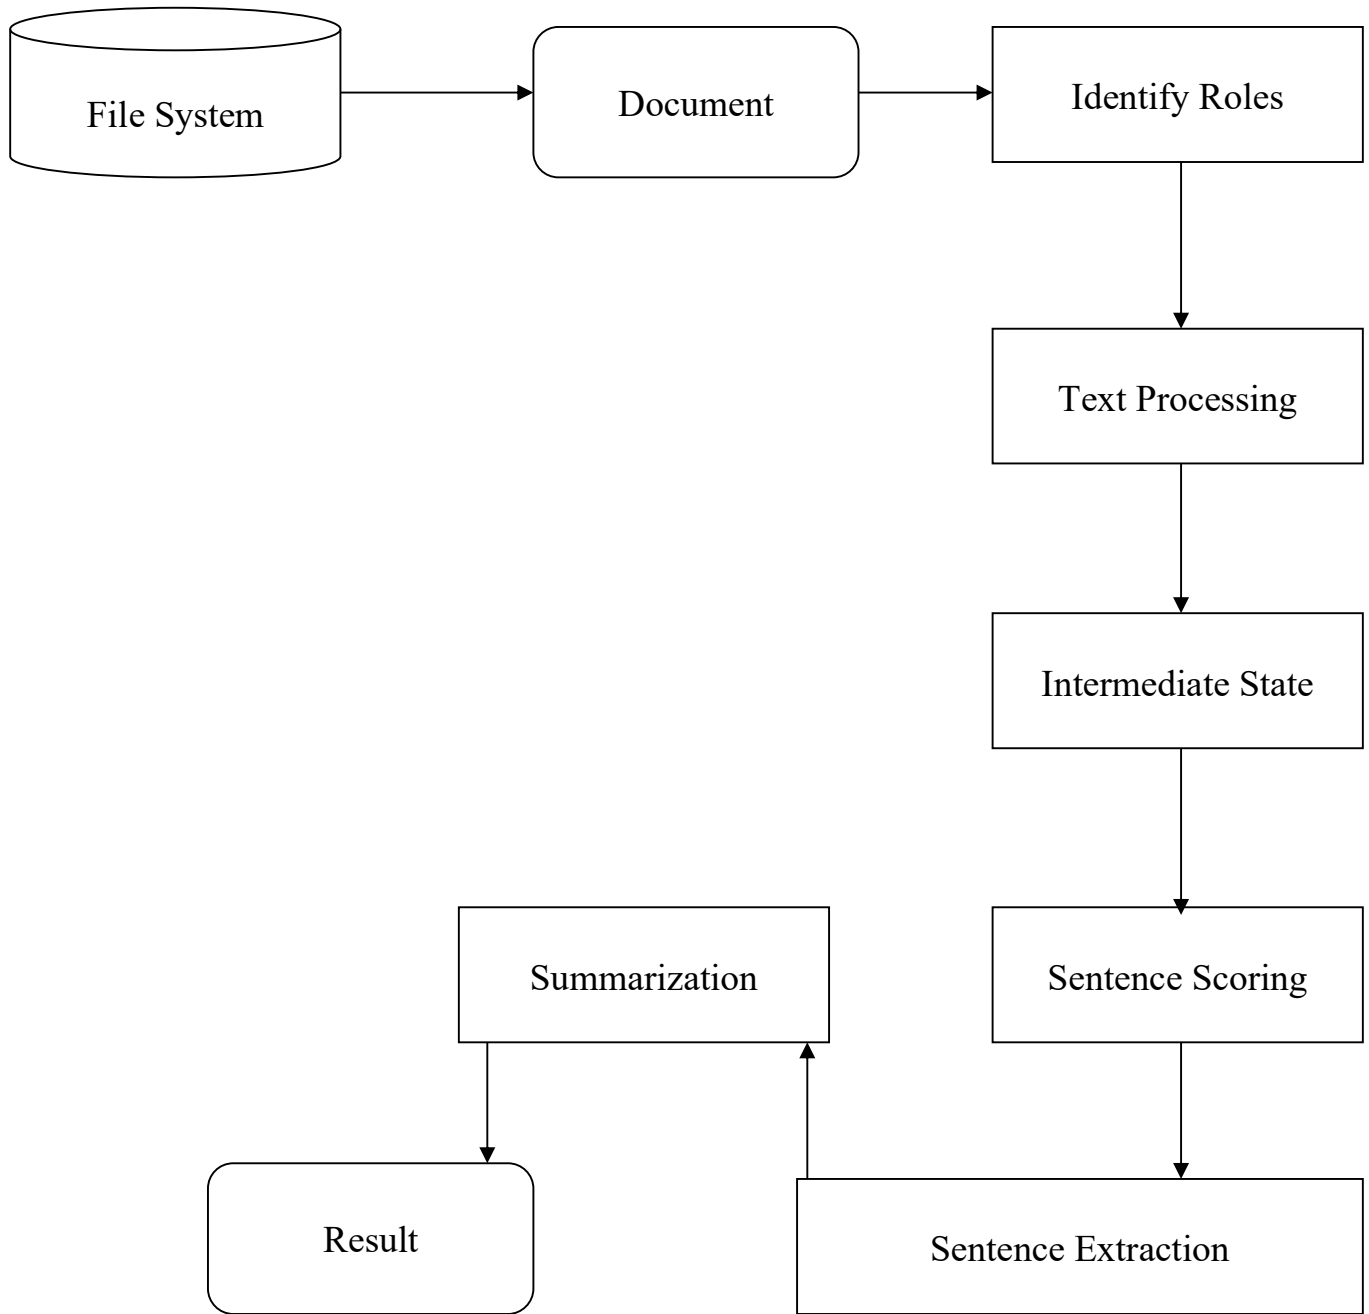 File System
Document
Identify Roles
Text Processing
Intermediate State
Sentence Scoring
Sentence Extraction
Summarization
Result